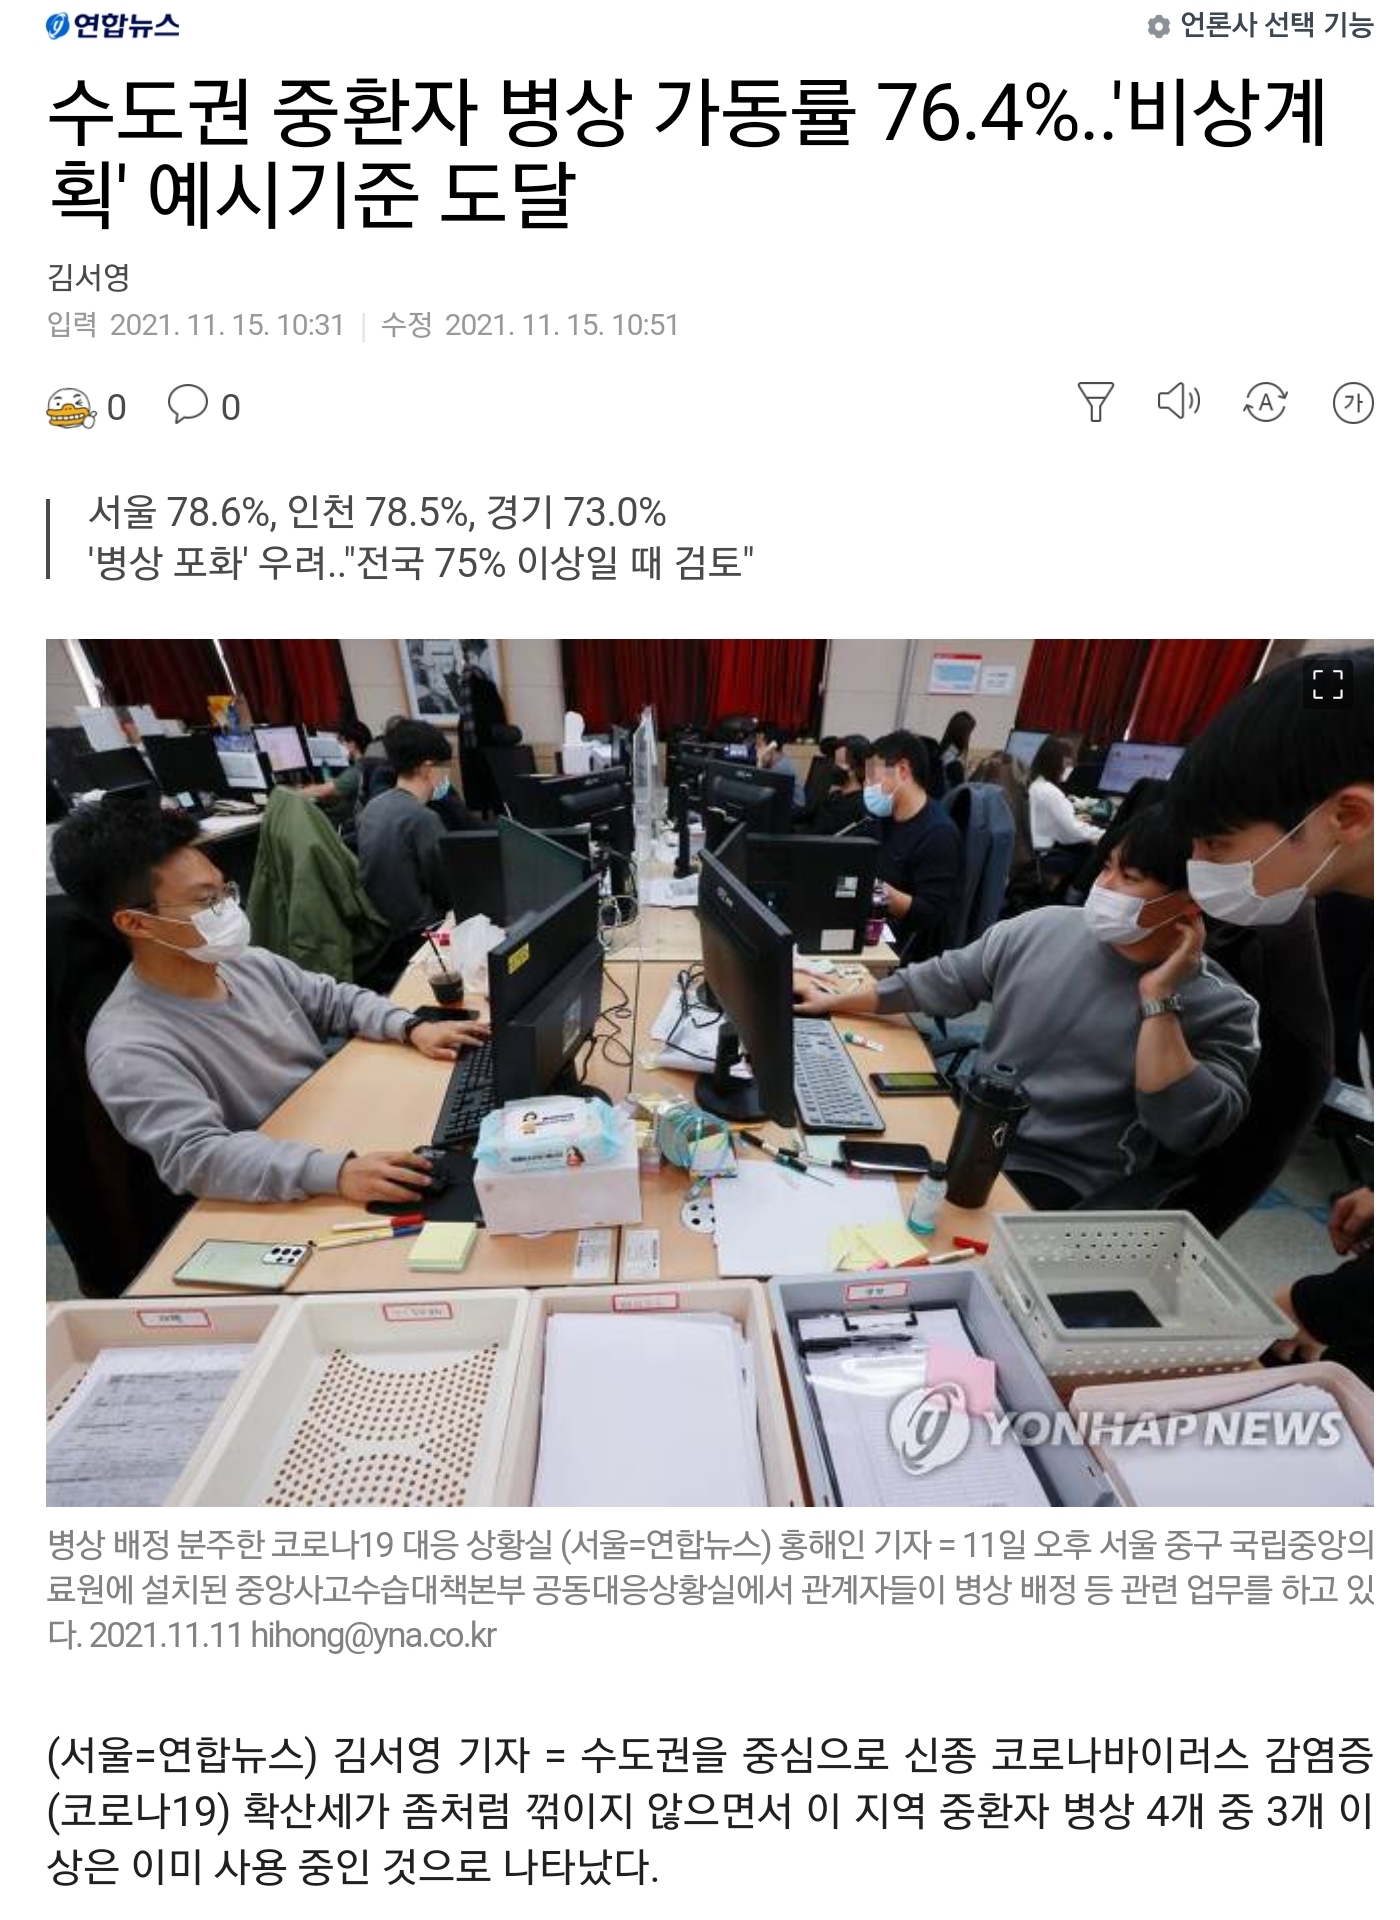 연합뉴스
언론사 선택 기능
수도권 중환자 병상 가동률 76.4%..'비상계
획' 예시기준 도달
김서영
입력 2021. 11. 15. 10:31 | 수정 2021. 11. 15. 10:51
0 0
A 가
서울 78.6%, 인천 78.5%, 경기 73.0%
'병상 포화' 우려.."전국 75% 이상일 때 검토"
YONHAP NEWS
병상 배정 분주한 코로나19 대응 상황실 (서울=연합뉴스) 홍해인 기자 = 11일 오후 서울 중구 국립중앙의
료원에 설치된 중앙사고수습대책본부 공동대응상황실에서 관계자들이 병상 배정 등 관련 업무를 하고 있
다. 2021.11.11 hihong@yna.co.kr
(서울=연합뉴스) 김서영 기자 = 수도권을 중심으로 신종 코로나바이러스 감염증
(코로나19) 확산세가 좀처럼 꺾이지 않으면서 이 지역 중환자 병상 4개 중 3개 이
상은 이미 사용 중인 것으로 나타났다.